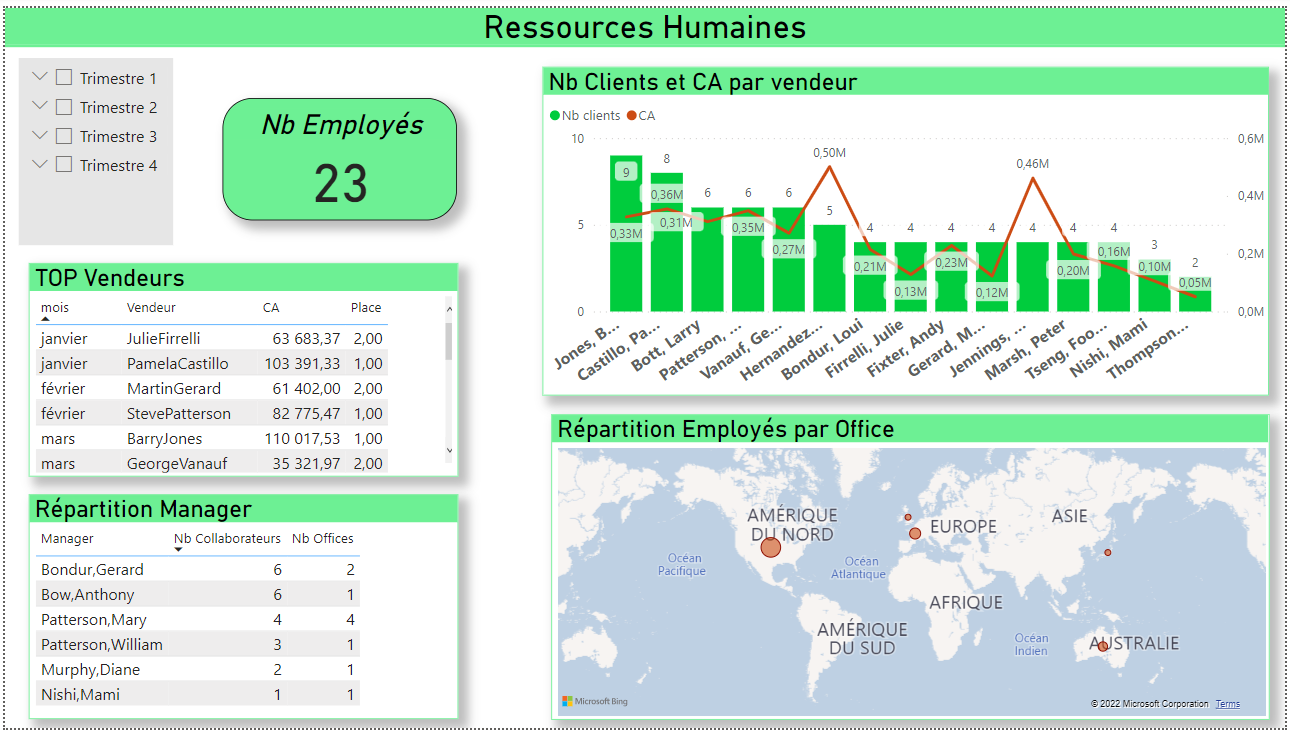 Ressources Humaines
Trimestre 1
Trimestre 2
Trimestre 3
Trimestre 4
Nb Employés
23
TOP Vendeurs
mois Vendeur CA Place
janvier JulieFirrelli 63 683,37 2,00
janvier PamelaCastillo 103 391,33 1,00
février MartinGerard 61 402,00 2,00
février StevePatterson 82 775,47 1,00
mars BarryJones 110 017,53 1,00
mars GeorgeVanauf 35 321,97 2,00
Répartition Manager
Manager Nb Collaborateurs Nb Offices
Bondur,Gerard 6 2
Bow,Anthony 6 1
Patterson,Mary 4 4
Patterson,William 3 1
Murphy,Diane 2 1
Nishi,Mami 1 1
Nb Clients et CA par vendeur
Nb clients CA
10
5
0
0,6M
0,4M
0,2M
0,0M
9 8 6 6 6 5 4 4 4 4 4 4 4 3 2
0,33M 0,36M 0,31M 0,35M 0,27M 0,50M 0,21M 0,13M 0,23M 0,12M 0,46M 0,20M 0,16M 0,10M 0,05M
Jones, B...
Castillo, Pa...
Bott, Larry
Patterson, ...
Vanauf, Ge...
Hernandez...
Bondur, Loui
Firrelli, Julie
Fixter, Andy
Gerard, M...
Jennings, ...
Marsh, Peter
Tseng, Foo...
Nishi, Mami
Thompson...
Répartition Employés par Office
AMÉRIQUE
DU NORD
EUROPE
ASIE
Océan
Pacifique
Océan
Atlantique
AFRIQUE
AMÉRIQUE
DU SUD
Océan
Indien
AUSTRALIE
Microsoft Bing
© 2022 Microsoft Corporation Terms